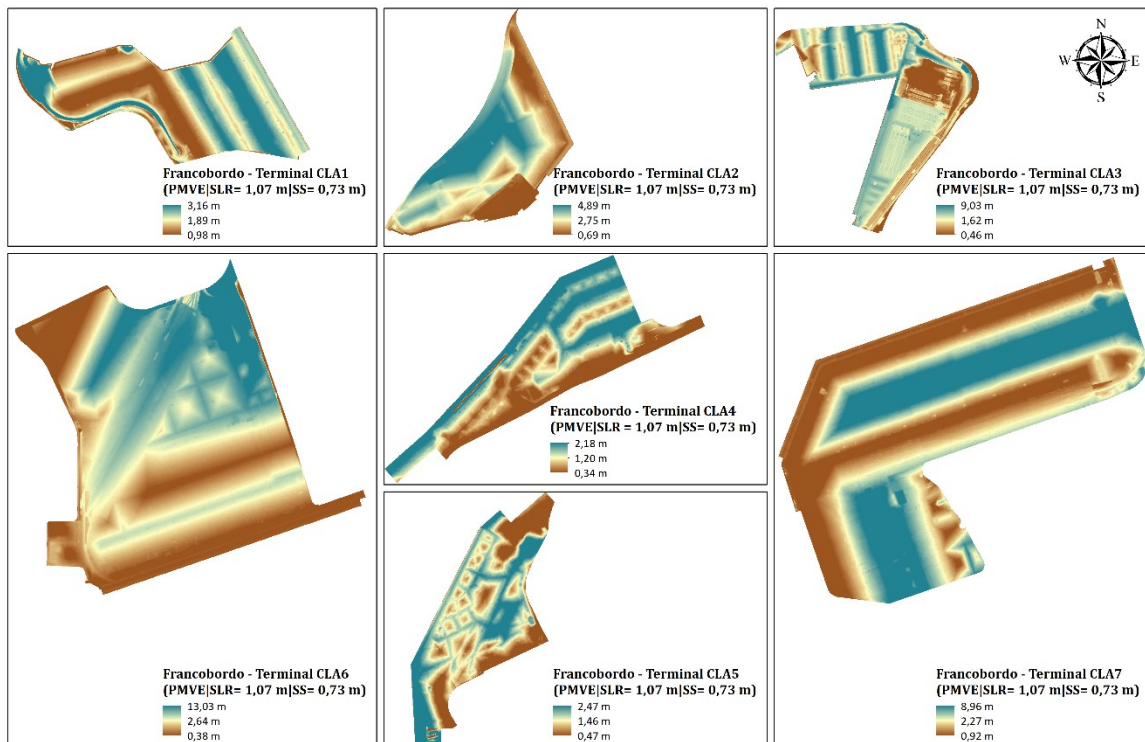 Francobordo - Terminal CLA1
(PMVE|SLR= 1,07 m|SS= 0,73 m)
3,16 m
1,89 m
0,98 m
Francobordo - Terminal CLA2
(PMVE|SLR= 1,07 m|SS= 0,73 m)
4,89 m
2,75 m
0,69 m
N
W
E
S
Francobordo - Terminal CLA3
(PMVE|SLR= 1,07 m|SS= 0,73 m)
9,03 m
1,62 m
0,46 m
Francobordo - Terminal CLA6
(PMVE|SLR= 1,07 m|SS= 0,73 m)
13,03 m
2,64 m
0,38 m
Francobordo - Terminal CLA4
(PMVE|SLR = 1,07 m|SS= 0,73 m)
2,18 m
1,20 m
0,34 m
Francobordo - Terminal CLA5
(PMVE|SLR= 1,07 m|SS= 0,73 m)
2,47 m
1,46 m
0,47 m
Francobordo - Terminal CLA7
(PMVE|SLR= 1,07 m|SS= 0,73 m)
8,96 m
2,27 m
0,92 m